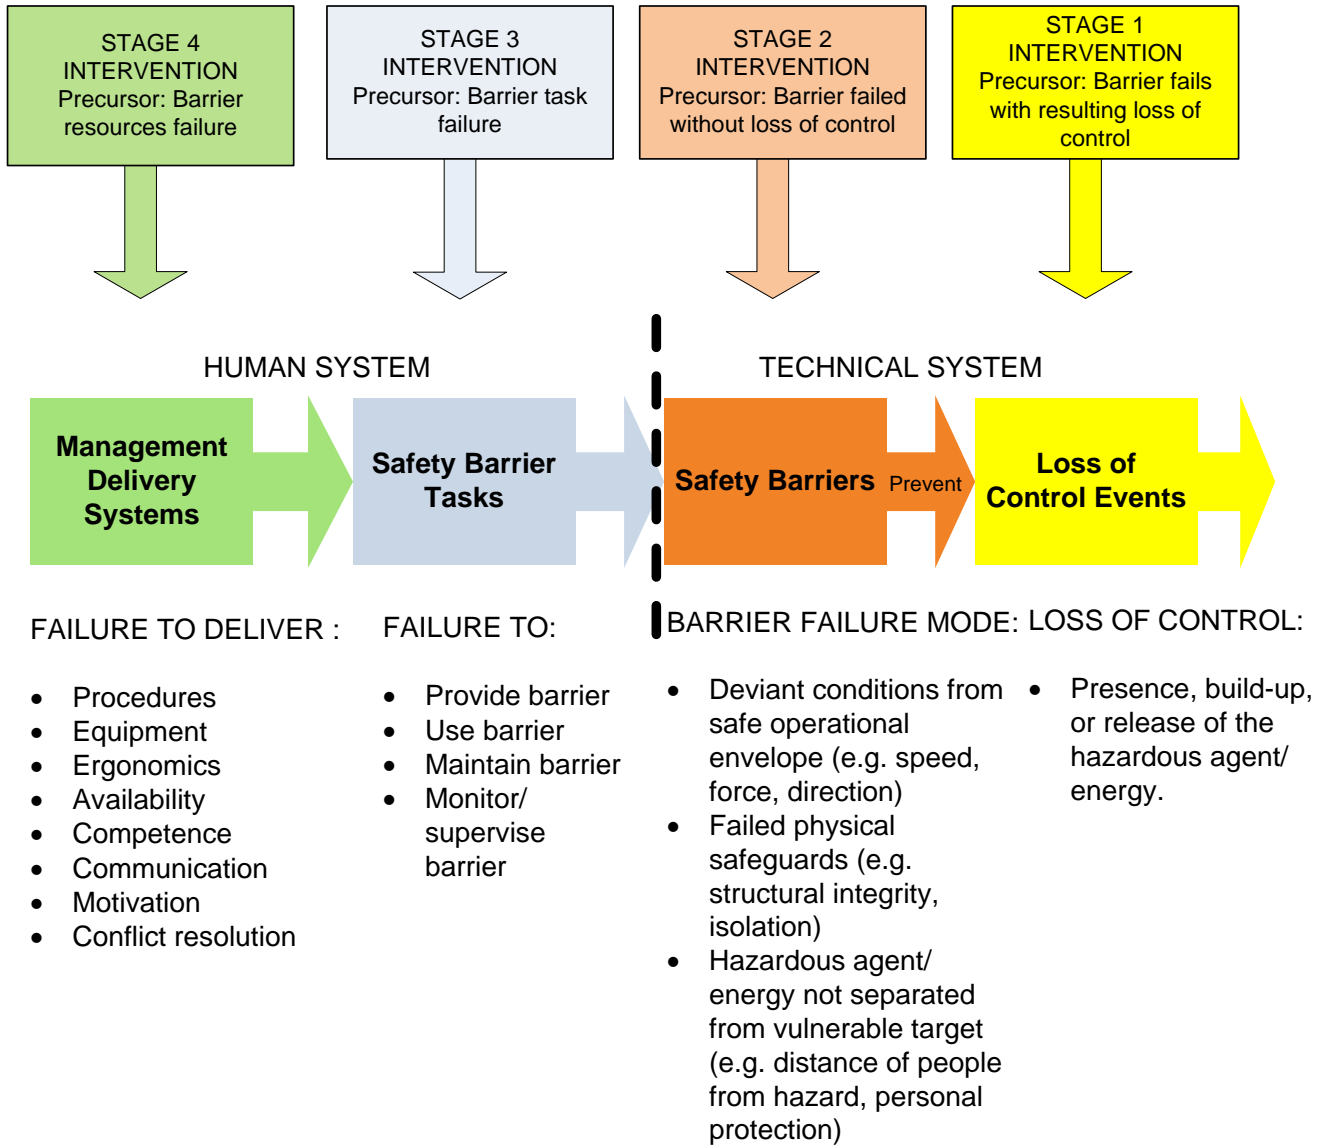 STAGE 4
INTERVENTION
Precursor: Barrier
resources failure
STAGE 3
INTERVENTION
Precursor: Barrier task
failure
STAGE 2
INTERVENTION
Precursor: Barrier failed
without loss of control
STAGE 1
INTERVENTION
Precursor: Barrier fails
with resulting loss of
control
HUMAN SYSTEM
TECHNICAL SYSTEM
Management
Delivery
Systems
Safety Barrier
Tasks
Safety Barriers
Prevent
Loss of
Control Events
FAILURE TO DELIVER :
• Procedures
• Equipment
• Ergonomics
• Availability
• Competence
• Communication
• Motivation
• Conflict resolution
FAILURE TO:
• Provide barrier
• Use barrier
• Maintain barrier
• Monitor/
supervise
barrier
BARRIER FAILURE MODE:
• Deviant conditions from
safe operational
envelope (e.g. speed,
force, direction)
• Failed physical
safeguards (e.g.
structural integrity,
isolation)
• Hazardous agent/
energy not separated
from vulnerable target
(e.g. distance of people
from hazard, personal
protection)
LOSS OF CONTROL:
• Presence, build-up,
or release of the
hazardous agent/
energy.